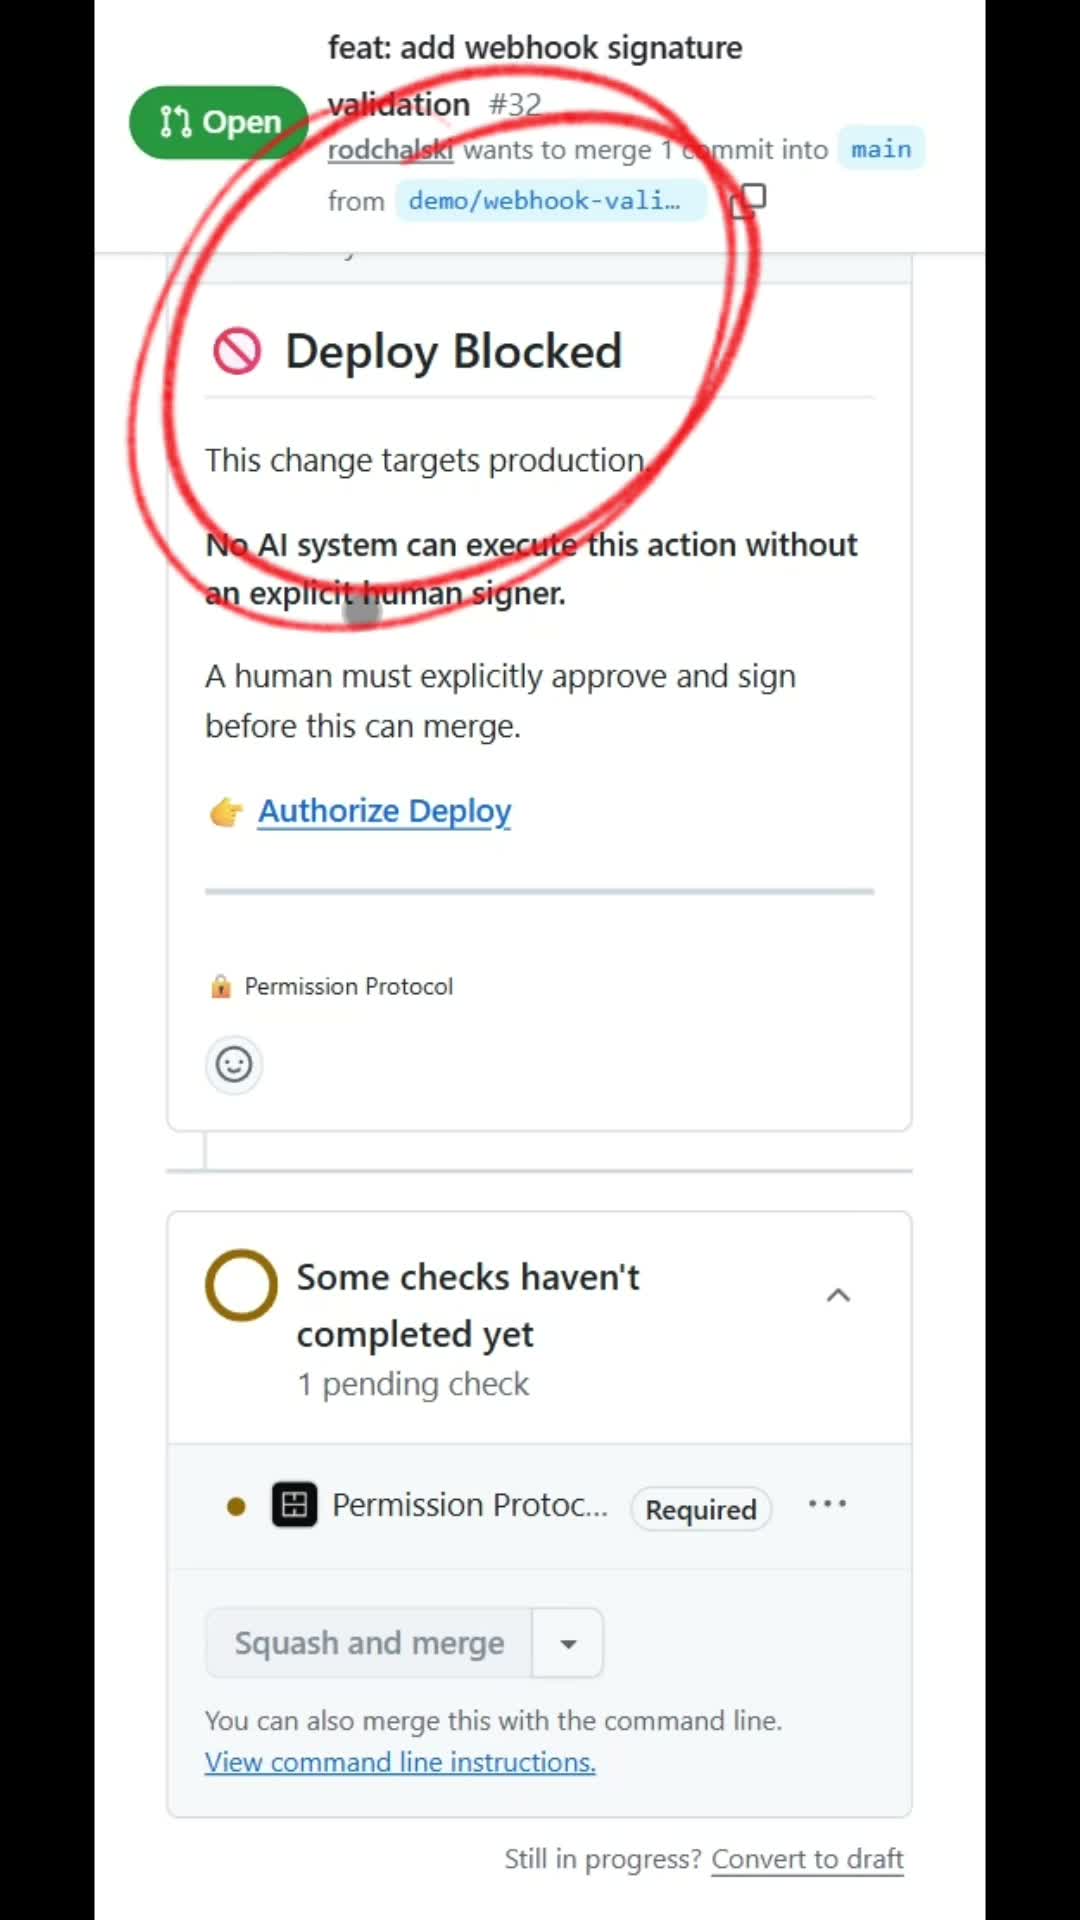 feat: add webhook signature
validation #32
Open
rodchalski wants to merge 1 commit into main
from demo/webhook-vali...
Deploy Blocked
This change targets production.
No AI system can execute this action without
an explicit human signer.
A human must explicitly approve and sign
before this can merge.
👉 Authorize Deploy
🔒 Permission Protocol
Some checks haven't
completed yet
1 pending check
Permission Protoc... Required
Squash and merge
You can also merge this with the command line.
View command line instructions.
Still in progress? Convert to draft